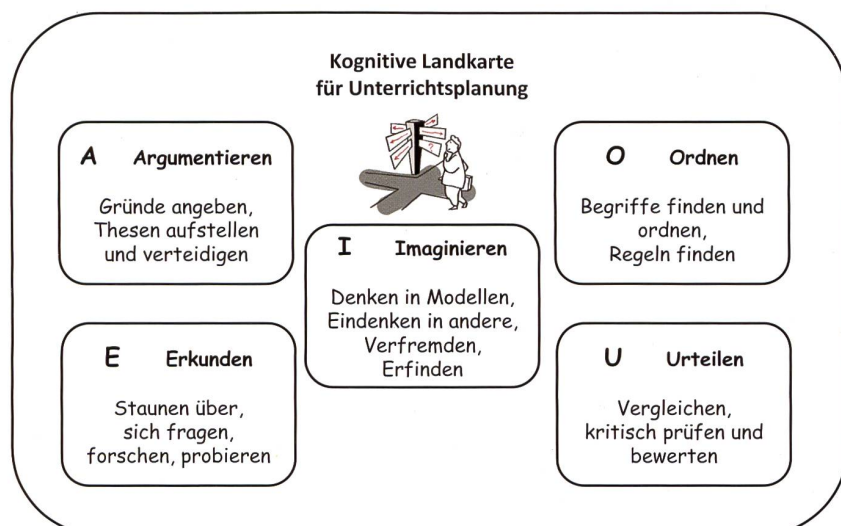 Kognitive Landkarte
für Unterrichtsplanung
A Argumentieren
Gründe angeben,
Thesen aufstellen
und verteidigen
E Erkunden
Staunen über,
sich fragen,
forschen, probieren
?
I Imaginieren
Denken in Modellen,
Eindenken in andere,
Verfremden,
Erfinden
O Ordnen
Begriffe finden und
ordnen,
Regeln finden
U Urteilen
Vergleichen,
kritisch prüfen und
bewerten